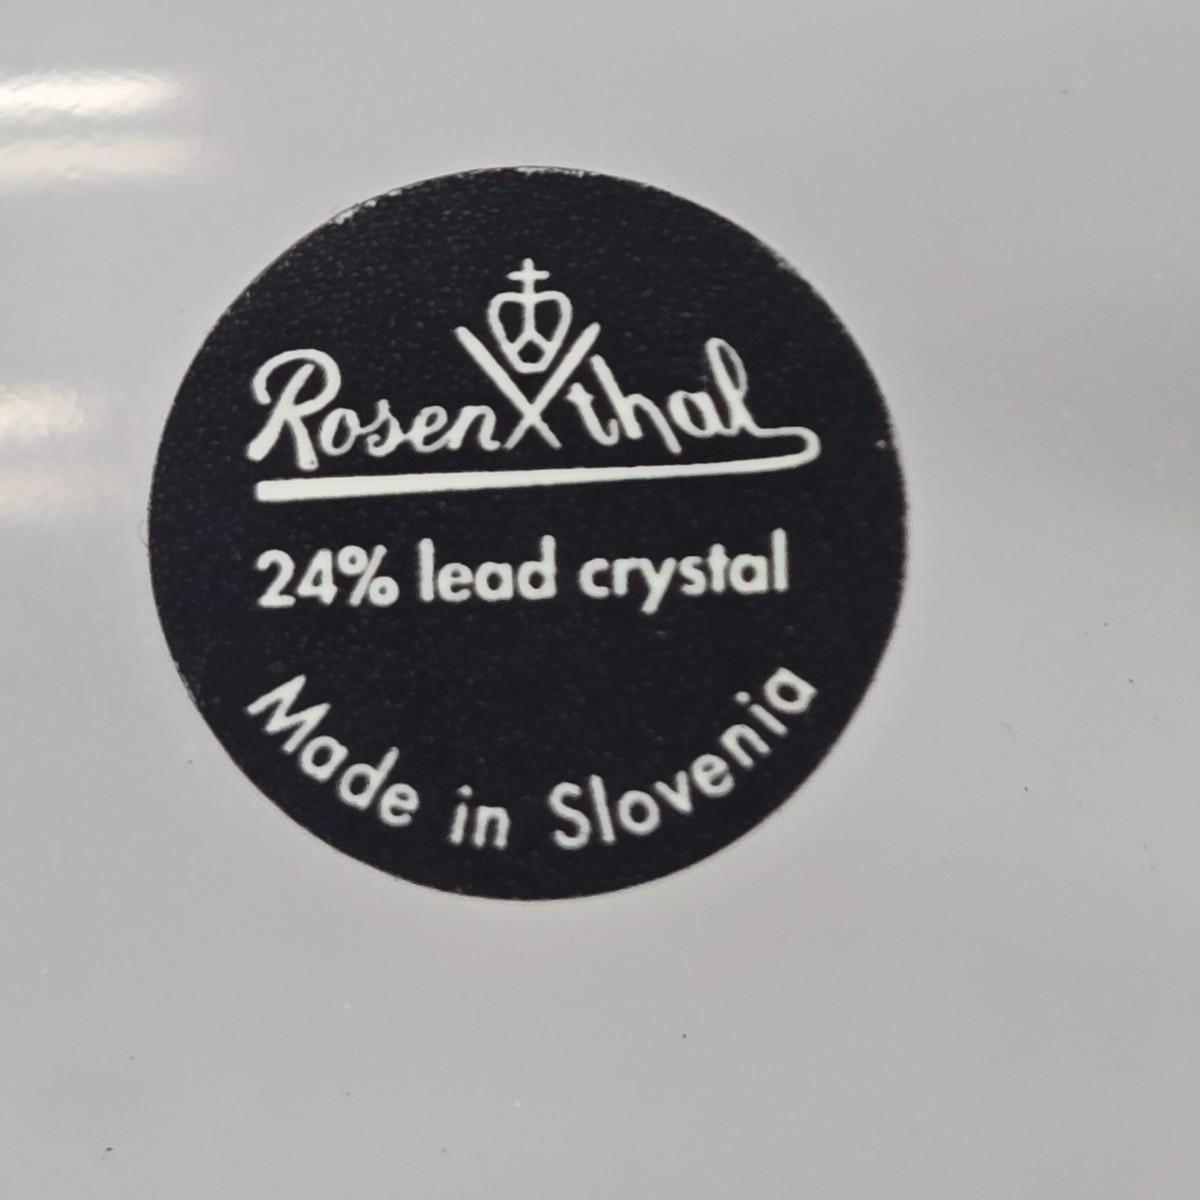 Rosenthal
24% lead crystal
Made in Slovenia